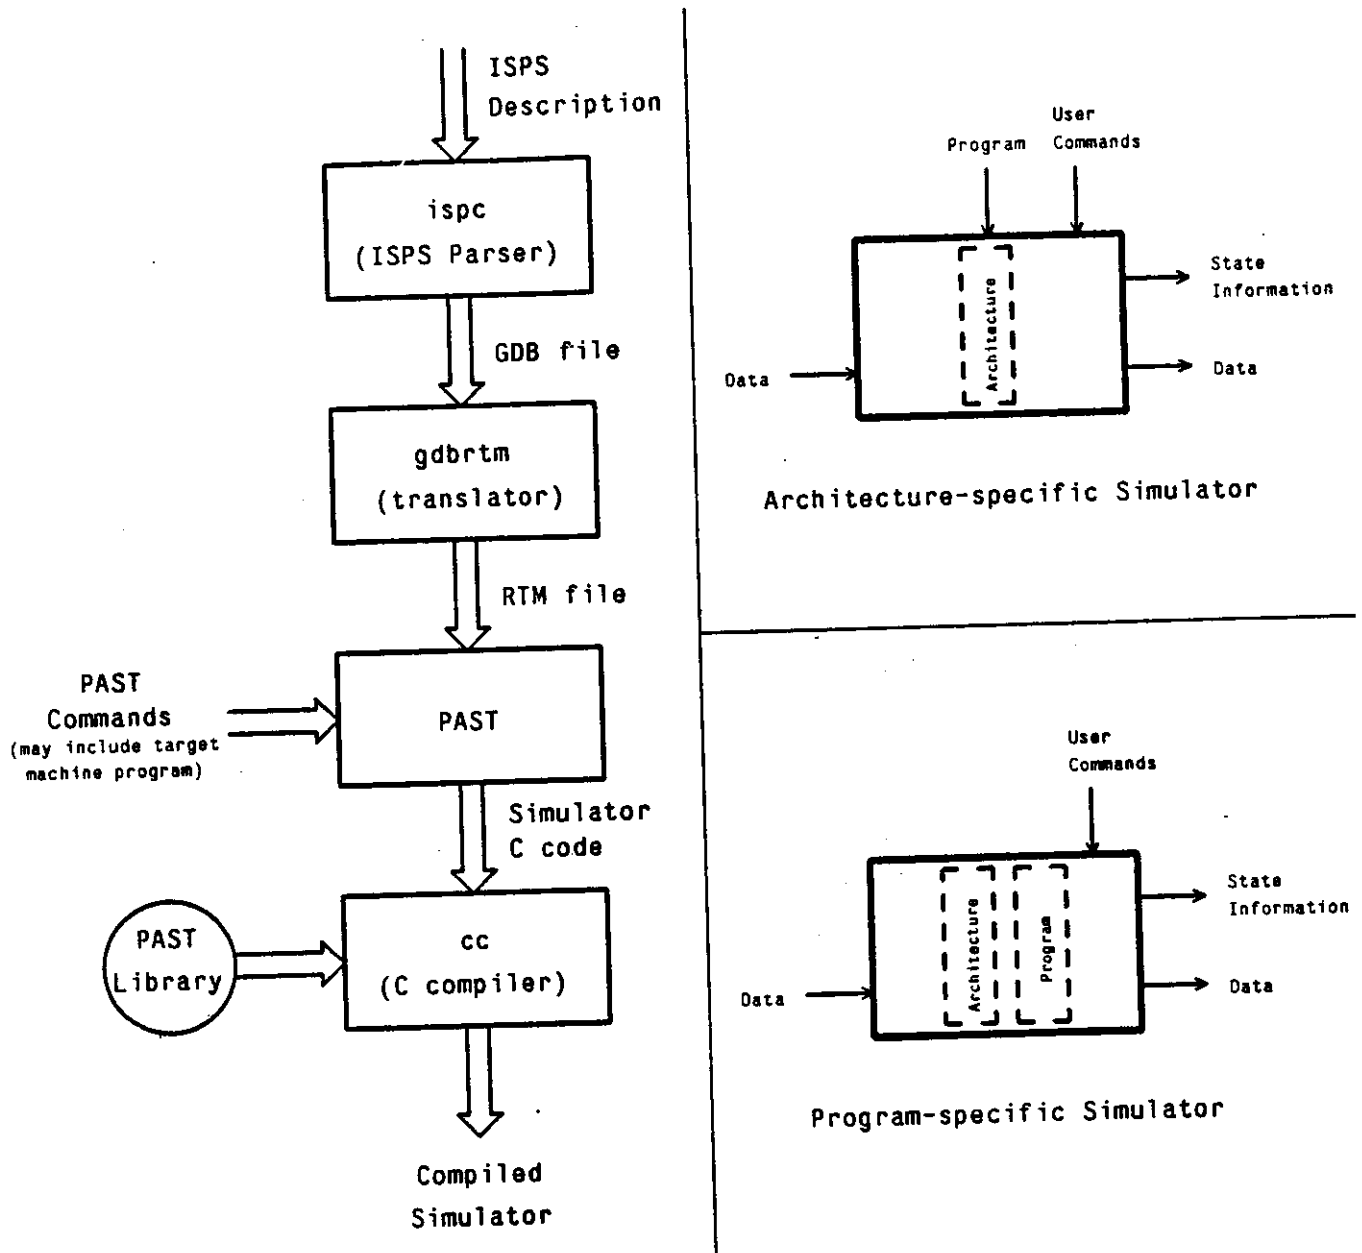 ISPS
Description
ispc
(ISPS Parser)
GDB file
gdbrtm
(translator)
RTM file
PAST
Commands
(may include target
machine program)
PAST
Simulator
C code
PAST
Library
cc
(C compiler)
Compiled
Simulator
Program
User
Commands
Architecture
State
Information
Data
Data
Architecture-specific Simulator
User
Commands
Architecture
Program
State
Information
Data
Data
Program-specific Simulator